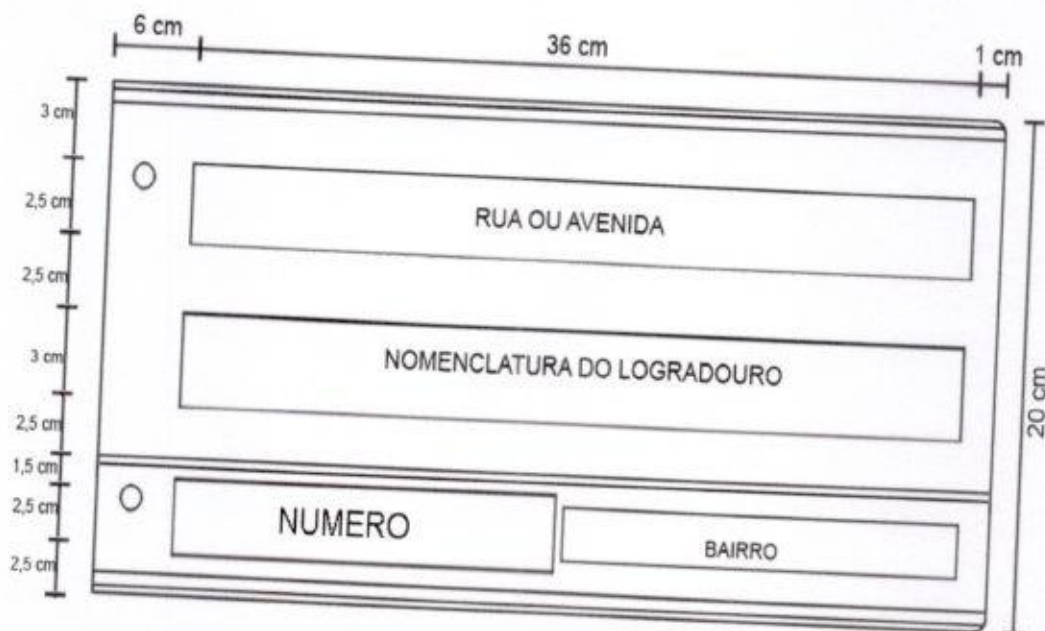 6 cm 36 cm 1 cm
3 cm
2,5 cm
RUA OU AVENIDA
2,5 cm
3 cm
NOMENCLATURA DO LOGRADOURO
2,5 cm
20 cm
1,5 cm
2,5 cm
NUMERO
BAIRRO
2,5 cm